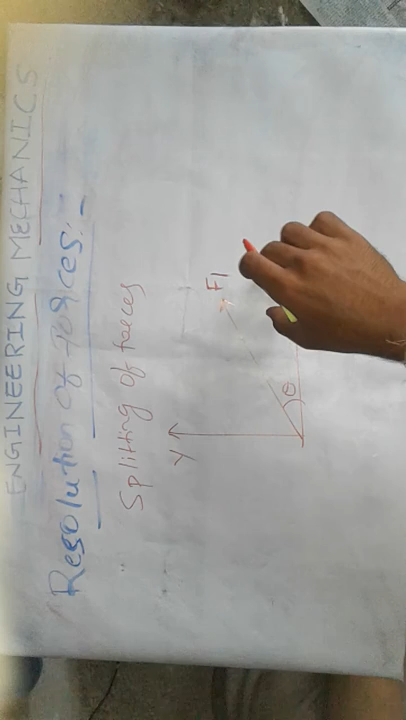 ENGINEERING MECHANICS
Resolution of forces:-
Splitting of forces
Y
F1
θ